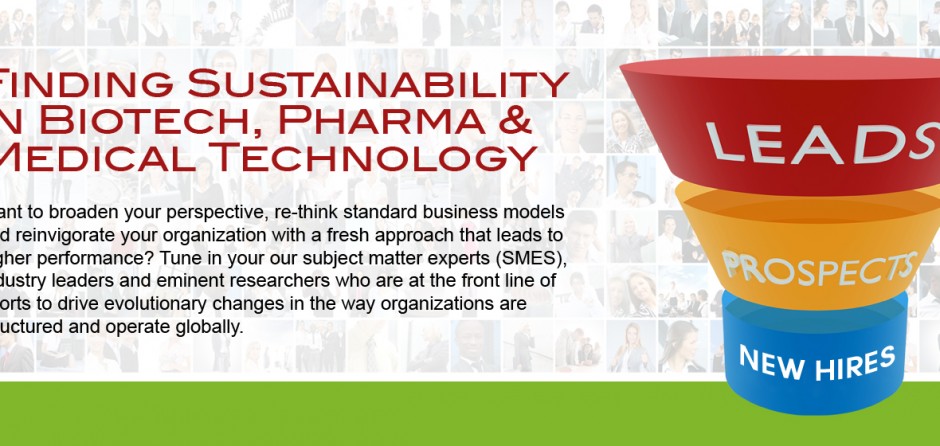 FINDING SUSTAINABILITY
IN BIOTECH, PHARMA &
MEDICAL TECHNOLOGY
ant to broaden your perspective, re-think standard business models
d reinvigorate your organization with a fresh approach that leads to
gher performance? Tune in your our subject matter experts (SMES),
dustry leaders and eminent researchers who are at the front line of
orts to drive evolutionary changes in the way organizations are
uctured and operate globally.
LEADS
PROSPECTS
NEW HIRES